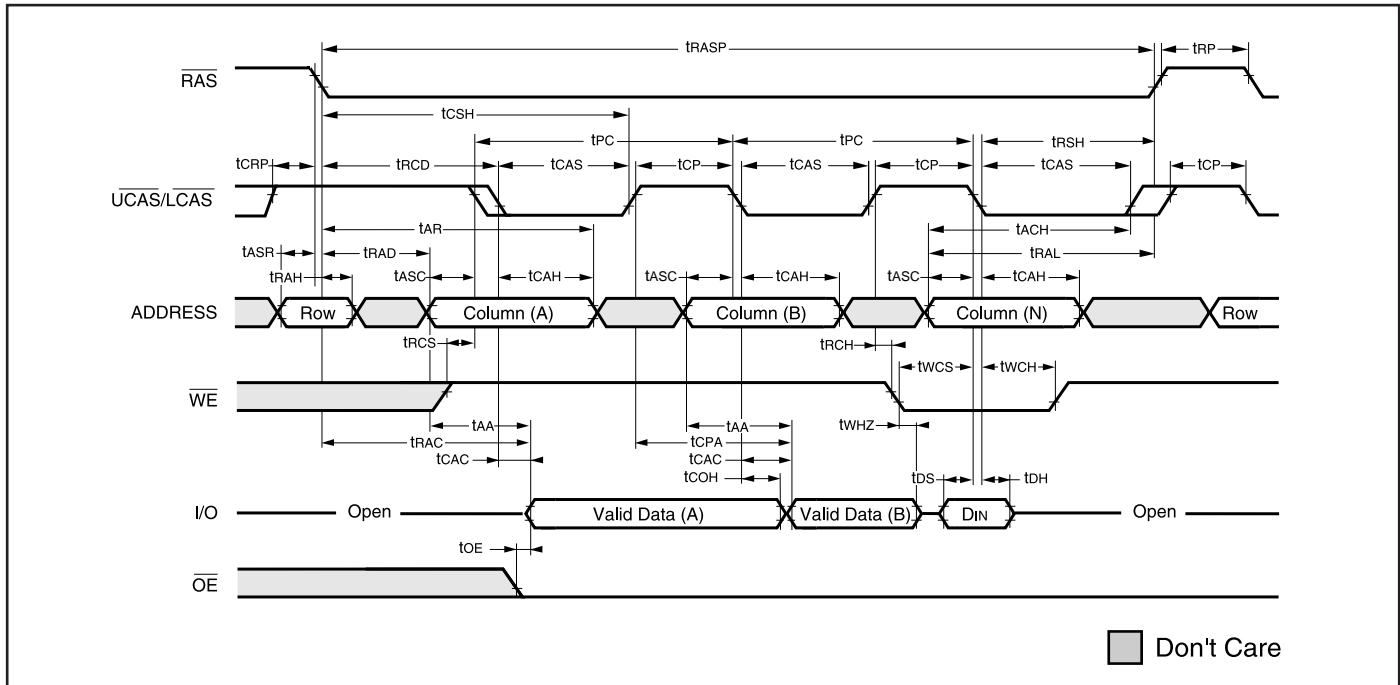 tRASP
tRP
RAS
tCSH
tPC tPC tRSH
tCRP tRCD tCAS tCP tCAS tCP tCAS tCP
UCAS/LCAS
tAR tACH
tASR tRAD tRAL
tRAH tASC tCAH tASC tCAH tASC tCAH
ADDRESS Row Column (A) Column (B) Column (N) Row
tRCS tRCH
tWCS tWCH
WE
tAA tAA tWHZ
tRAC tCPA
tCAC tCAC
tCOH tDS tDH
I/O Open Valid Data (A) Valid Data (B) DIN Open
tOE
OE
Don't Care